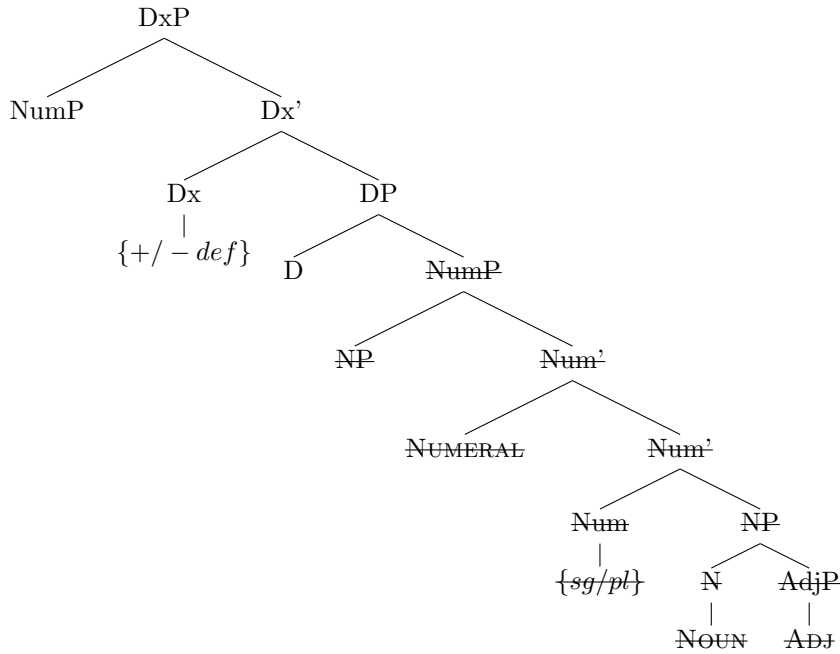 DxP
NumP Dx’
Dx DP
{+/ − def}
D NumP
NP Num’
NUMERAL Num’
Num NP
{sg/pl} N AdjP
NOUN ADJ